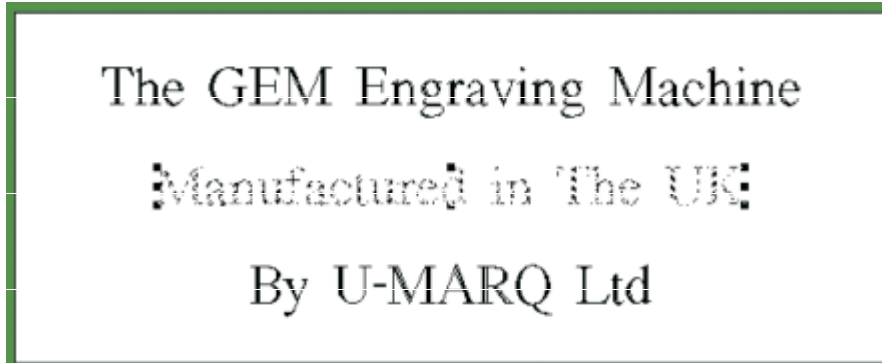 The GEM Engraving Machine
Manufactured in The UK
By U-MARQ Ltd